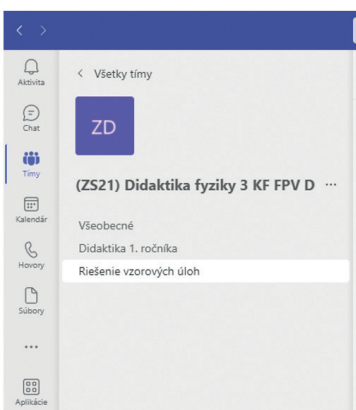 Aktivita
Chat
Tímy
Kalendár
Hovory
Súbory
Aplikácie
Všetky tímy
ZD
(ZS21) Didaktika fyziky 3 KF FPV D ...
Všeobecné
Didaktika 1. ročníka
Riešenie vzorových úloh